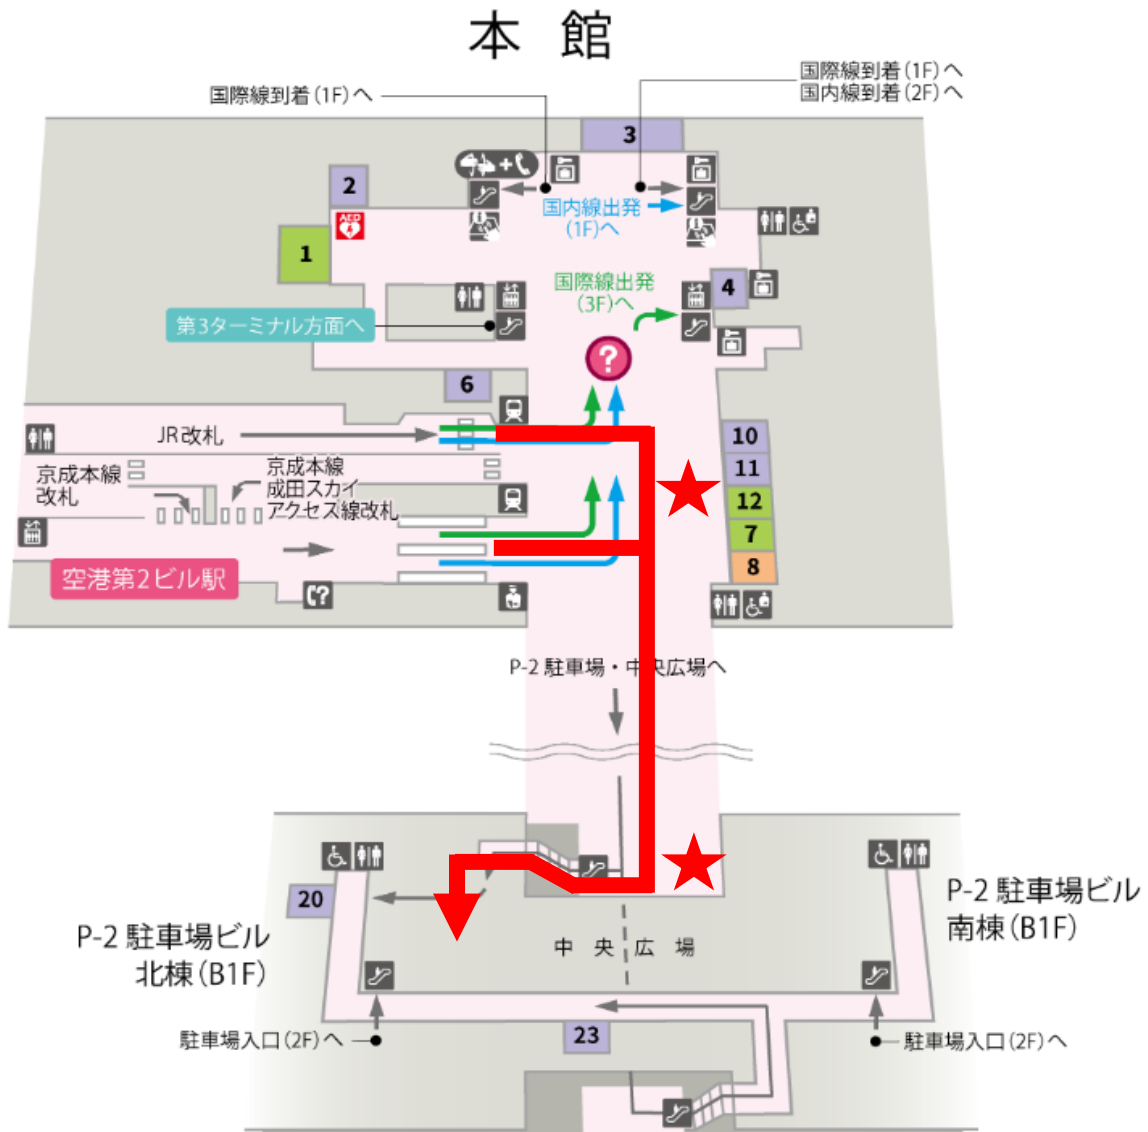 本 館
国際線到着(1F)へ
国際線到着(1F)へ
国内線到着(2F)へ
3
2
AED
国内線出発
(1F)へ
1
国際線出発
(3F)へ
4
第3ターミナル方面へ
?
6
JR改札
10
京成本線
改札
京成本線
成田スカイ
アクセス線改札
11
12
7
8
空港第2ビル駅
?
P-2 駐車場・中央広場へ
20
P-2 駐車場ビル
北棟(B1F)
中 央 広 場
P-2 駐車場ビル
南棟(B1F)
駐車場入口(2F)へ
23
駐車場入口(2F)へ